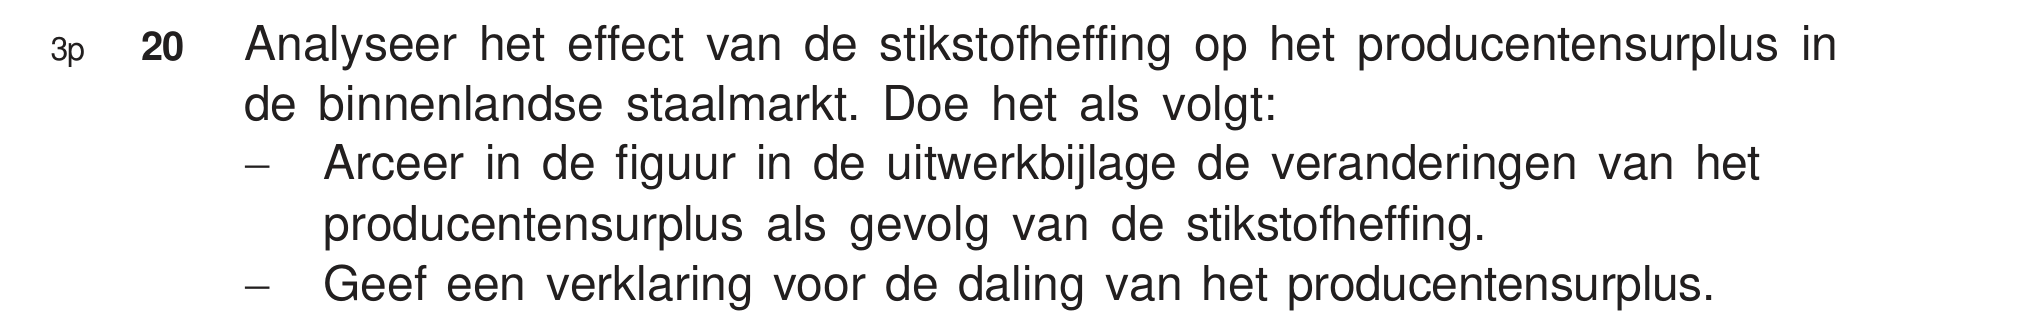 3p 20 Analyseer het effect van de stikstofheffing op het producentensurplus in
de binnenlandse staalmarkt. Doe het als volgt:
– Arceer in de figuur in de uitwerkbijlage de veranderingen van het
producentensurplus als gevolg van de stikstofheffing.
– Geef een verklaring voor de daling van het producentensurplus.